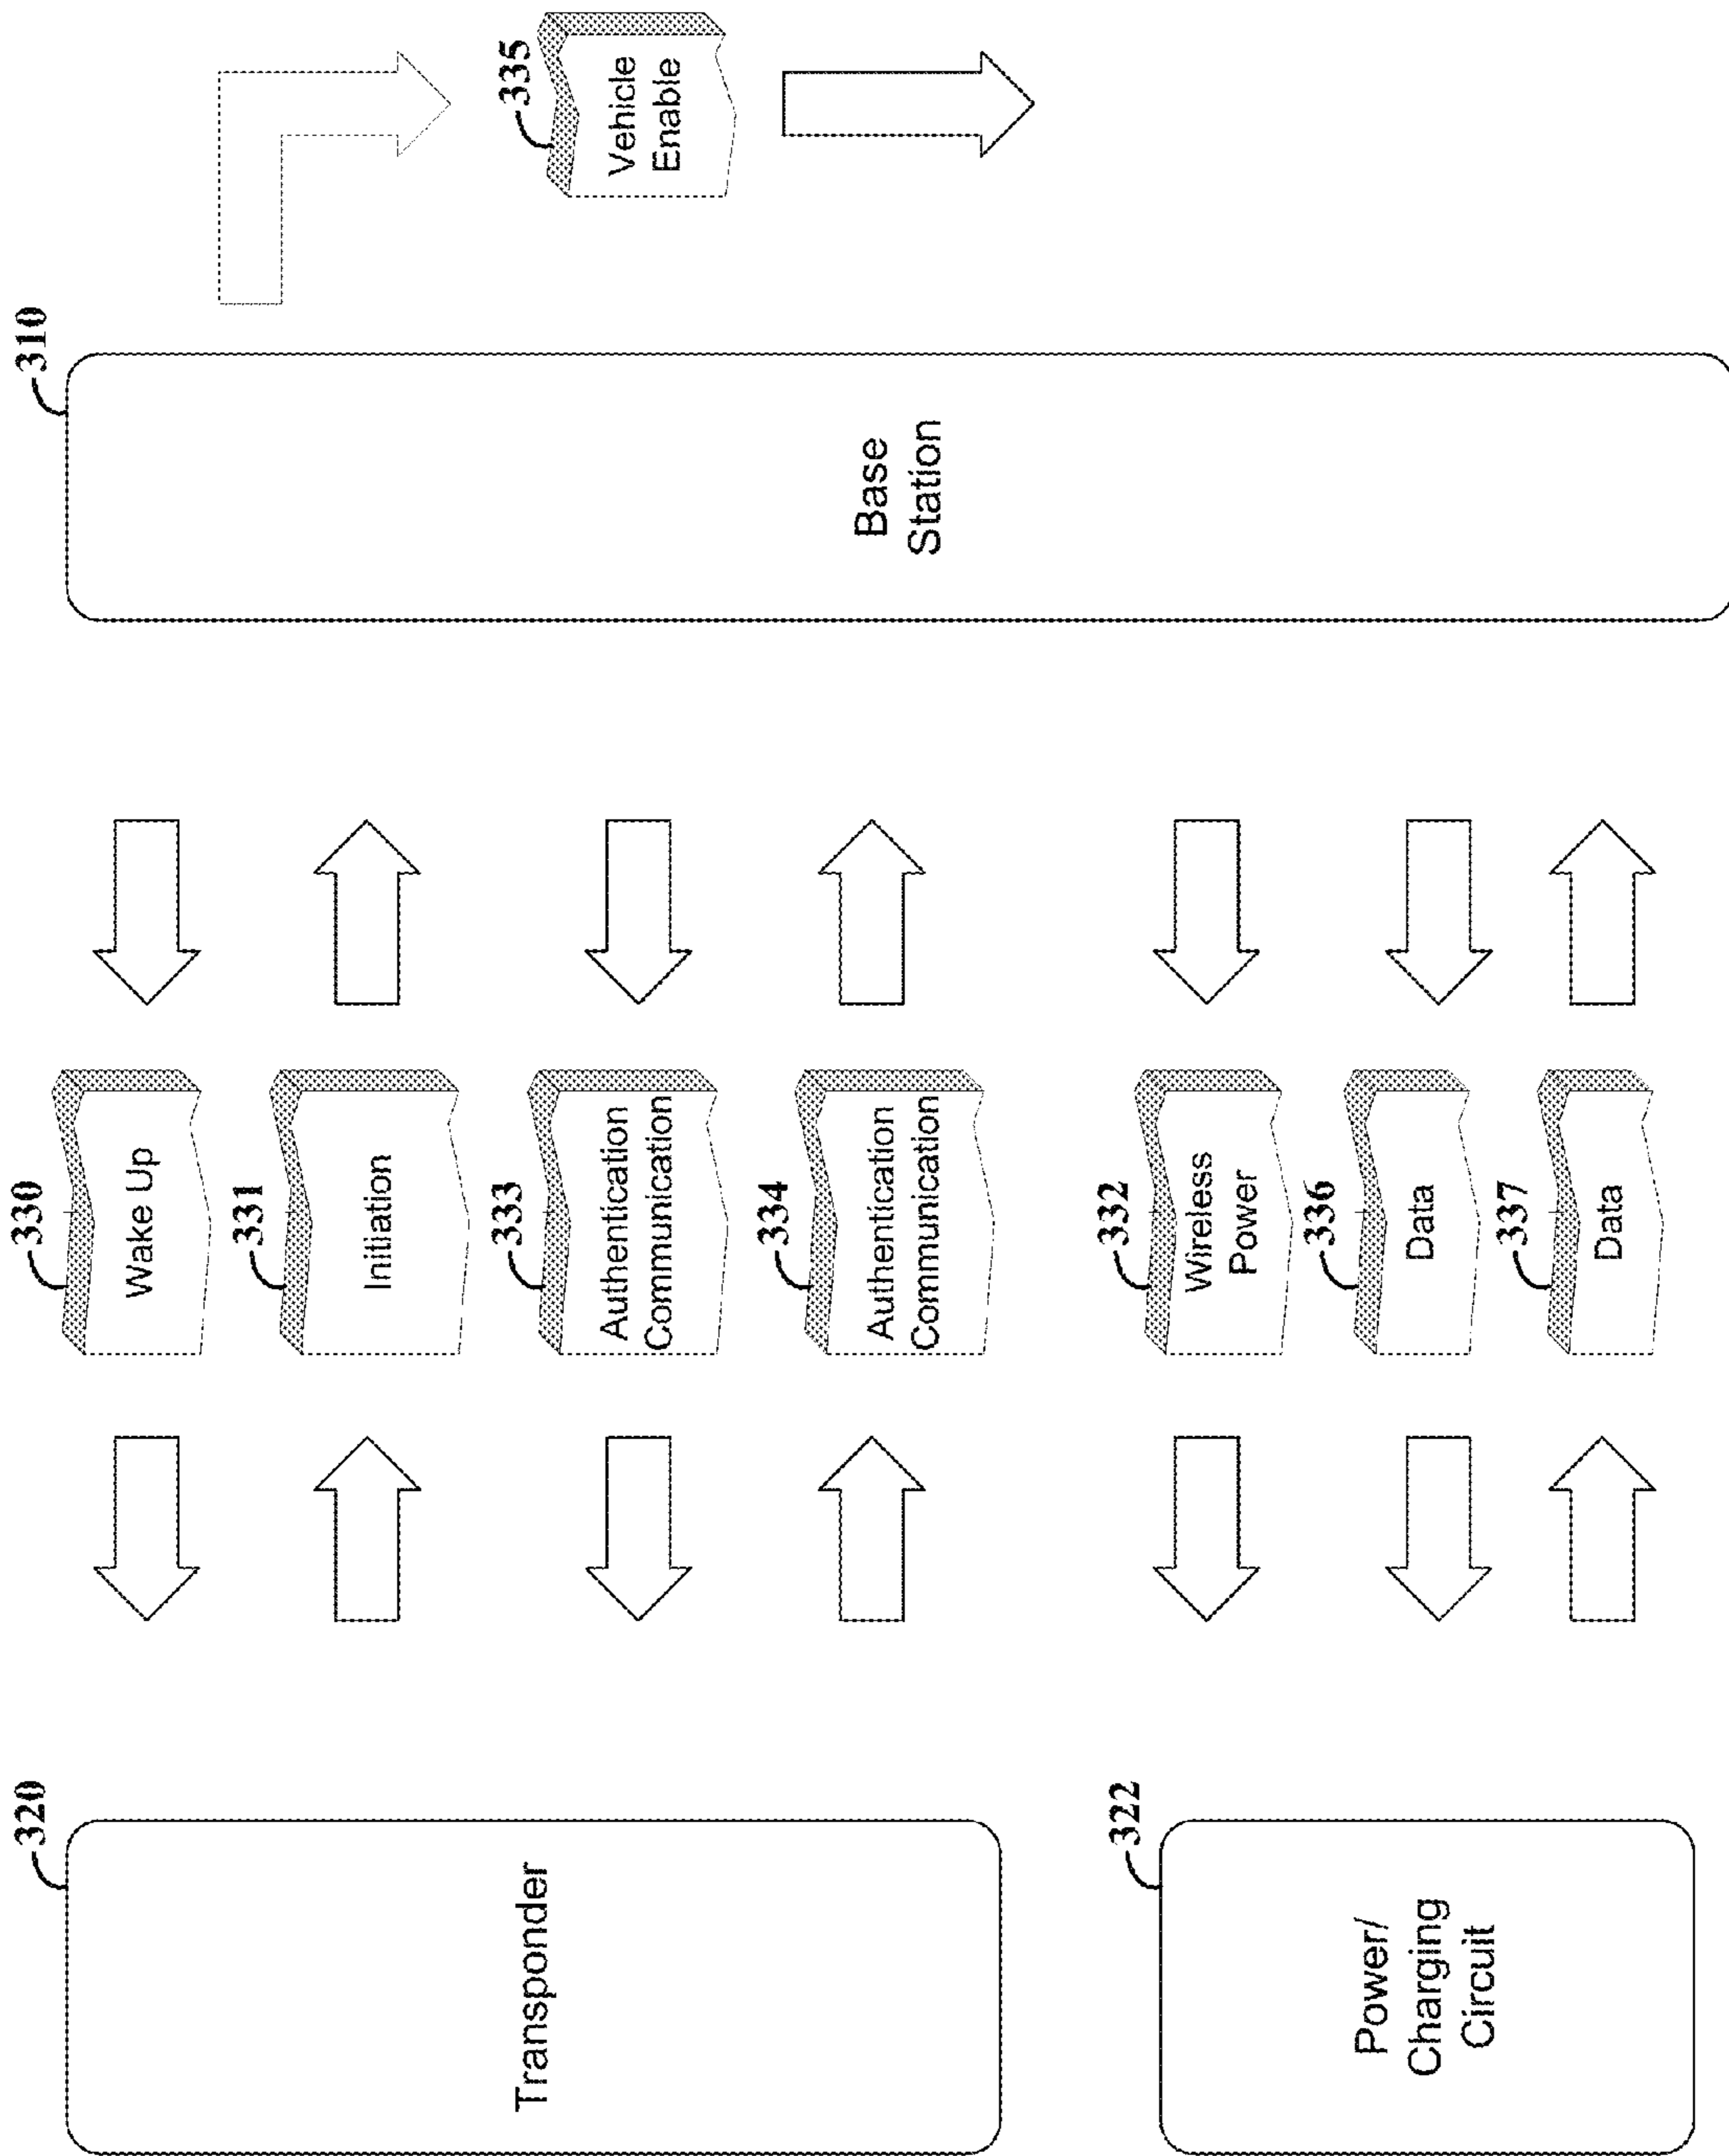 320
Transponder
322
Power/
Charging
Circuit
330
Wake Up
331
Initiation
333
Authentication
Communication
334
Authentication
Communication
332
Wireless
Power
336
Data
337
Data
310
Base
Station
335
Vehicle
Enable